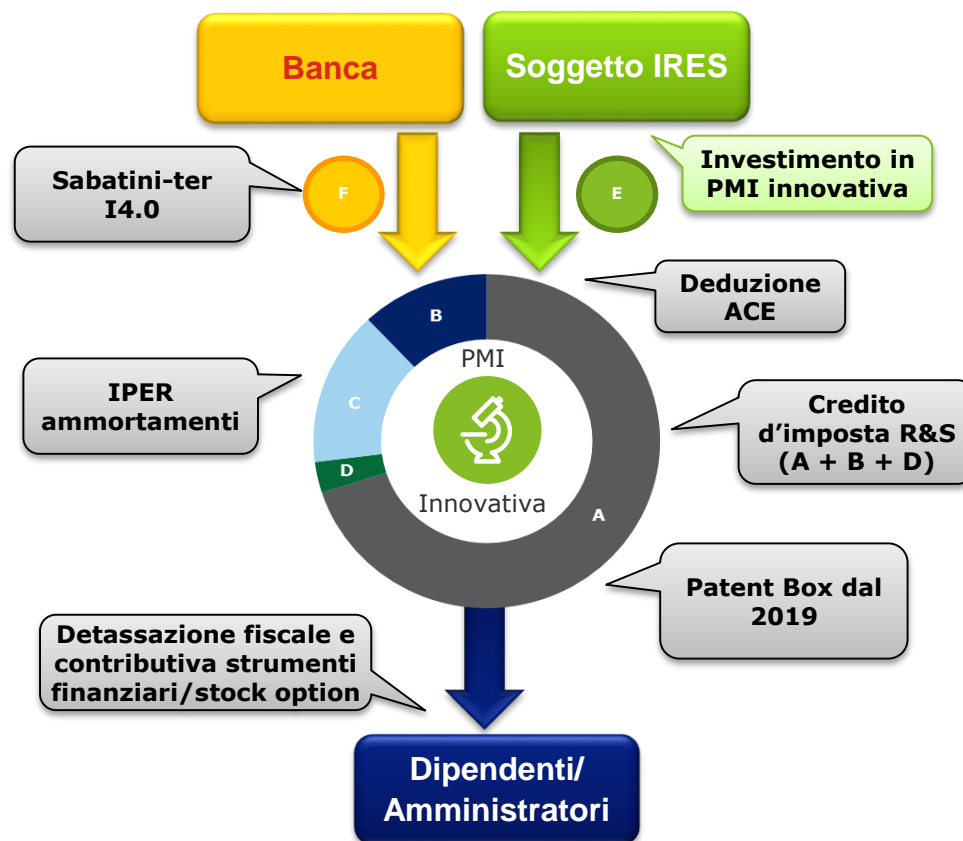 Banca
Soggetto IRES
Sabatini-ter
I4.0
F
E
Investimento in
PMI innovativa
Deduzione
ACE
B
PMI
IPER
ammortamenti
C
Credito
d'imposta R&S
(A + B + D)
D
Innovativa
A
Patent Box dal
2019
Detassazione fiscale e
contributiva strumenti
finanziari/stock option
Dipendenti/
Amministratori